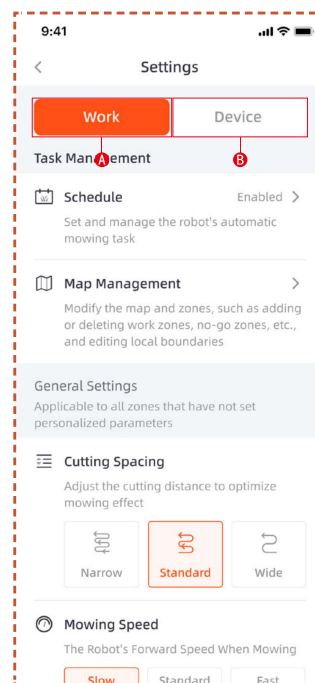 9:41
Settings
Work Device
A B
Task Management
Schedule Enabled
Set and manage the robot's automatic
mowing task
Map Management
Modify the map and zones, such as adding
or deleting work zones, no-go zones, etc.,
and editing local boundaries
General Settings
Applicable to all zones that have not set
personalized parameters
Cutting Spacing
Adjust the cutting distance to optimize
mowing effect
Narrow Standard Wide
Mowing Speed
The Robot's Forward Speed When Mowing
Slow Standard Fast